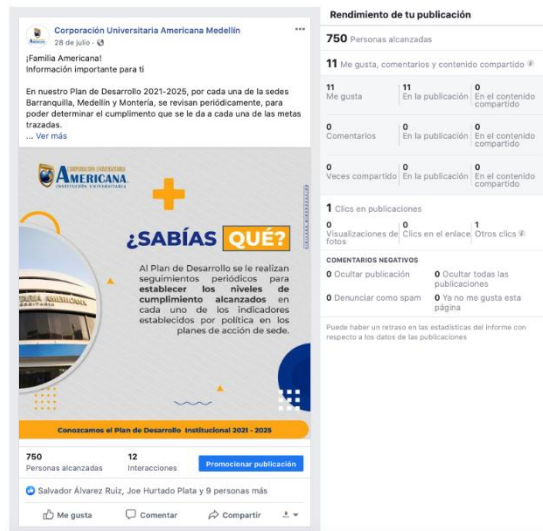 Corporación Universitaria Americana Medellín
28 de julio ·
¡Familia Americana!
Información importante para ti
En nuestro Plan de Desarrollo 2021-2025, por cada una de la sedes
Barranquilla, Medellín y Montería, se revisan periódicamente, para
poder determinar el cumplimento que se le da a cada una de las metas
trazadas.
... Ver más
CORPORACIÓN UNIVERSITARIA
AMERICANA
INSTITUCIÓN UNIVERSITARIA
¿SABÍAS QUÉ?
Al Plan de Desarrollo se le realizan
seguimientos periódicos para
establecer los niveles de
cumplimiento alcanzados en
cada uno de los indicadores
establecidos por política en los
planes de acción de sede.
Conozcamos el Plan de Desarrollo Institucional 2021 - 2025
750
Personas alcanzadas
12
Interacciones
Promocionar publicación
Salvador Álvarez Ruiz, Joe Hurtado Plata y 9 personas más
Me gusta Comentar Compartir
Rendimiento de tu publicación
750 Personas alcanzadas
11 Me gusta, comentarios y contenido compartido
11 11 0
Me gusta En la publicación En el contenido
compartido
0 0 0
Comentarios En la publicación En el contenido
compartido
0 0 0
Veces compartido En la publicación En el contenido
compartido
1 Clics en publicaciones
0 0 1
Visualizaciones de Clics en el enlace Otros clics
fotos
COMENTARIOS NEGATIVOS
0 Ocultar publicación 0 Ocultar todas las
publicaciones
0 Denunciar como spam 0 Ya no me gusta esta
página
Puede haber un retraso en las estadísticas del informe con
respecto a los datos de las publicaciones